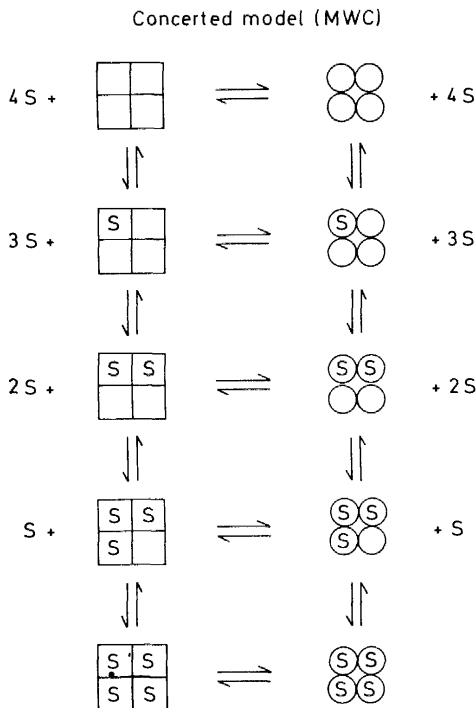 Concerted model (MWC)
4S + + 4S
S S
3S + + 3S
S S S S
2S + + 2S
S S S S
S + S S + S
S S S S
S S S S